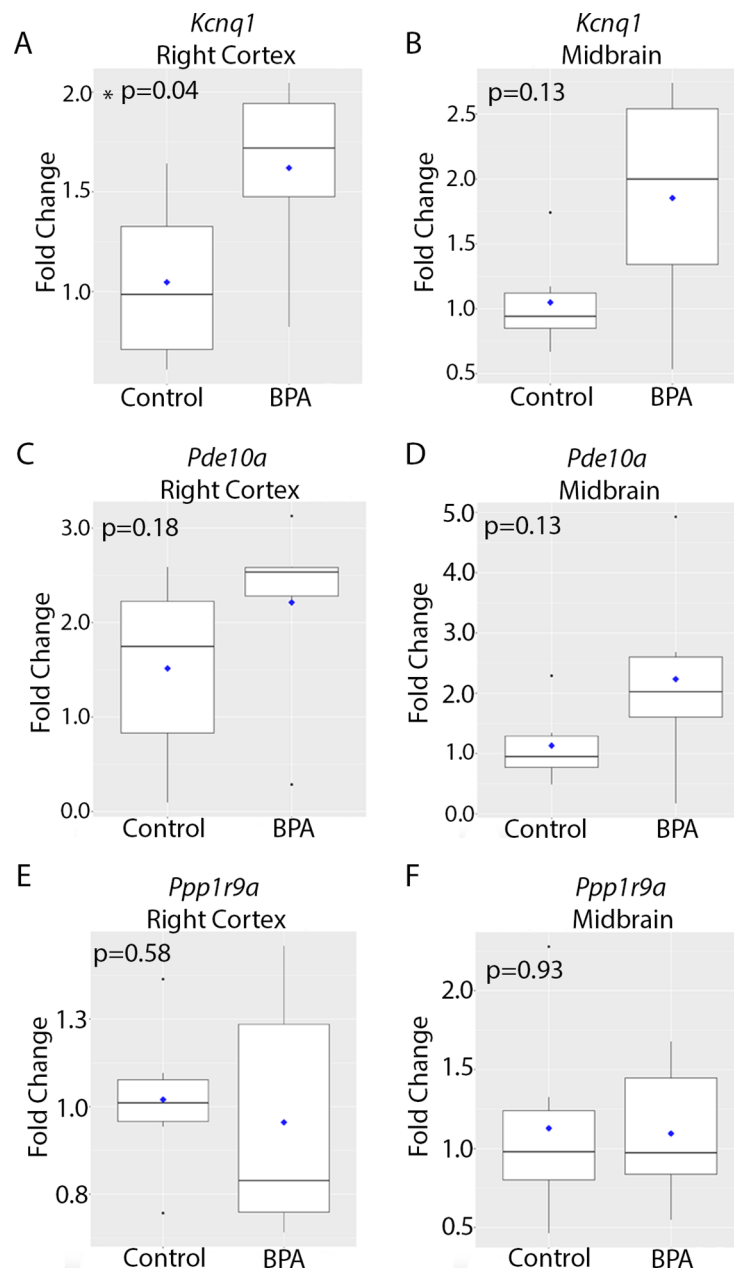 A
Kcnq1
Right Cortex
* p=0.04
Fold Change
2.0
1.5
1.0
Control BPA
B
Kcnq1
Midbrain
p=0.13
Fold Change
2.5
2.0
1.5
1.0
0.5
Control BPA
C
Pde10a
Right Cortex
p=0.18
Fold Change
3.0
2.0
1.0
0.0
Control BPA
D
Pde10a
Midbrain
p=0.13
Fold Change
5.0
4.0
3.0
2.0
1.0
0.0
Control BPA
E
Ppp1r9a
Right Cortex
p=0.58
Fold Change
1.3
1.0
0.8
Control BPA
F
Ppp1r9a
Midbrain
p=0.93
Fold Change
2.0
1.5
1.0
0.5
Control BPA